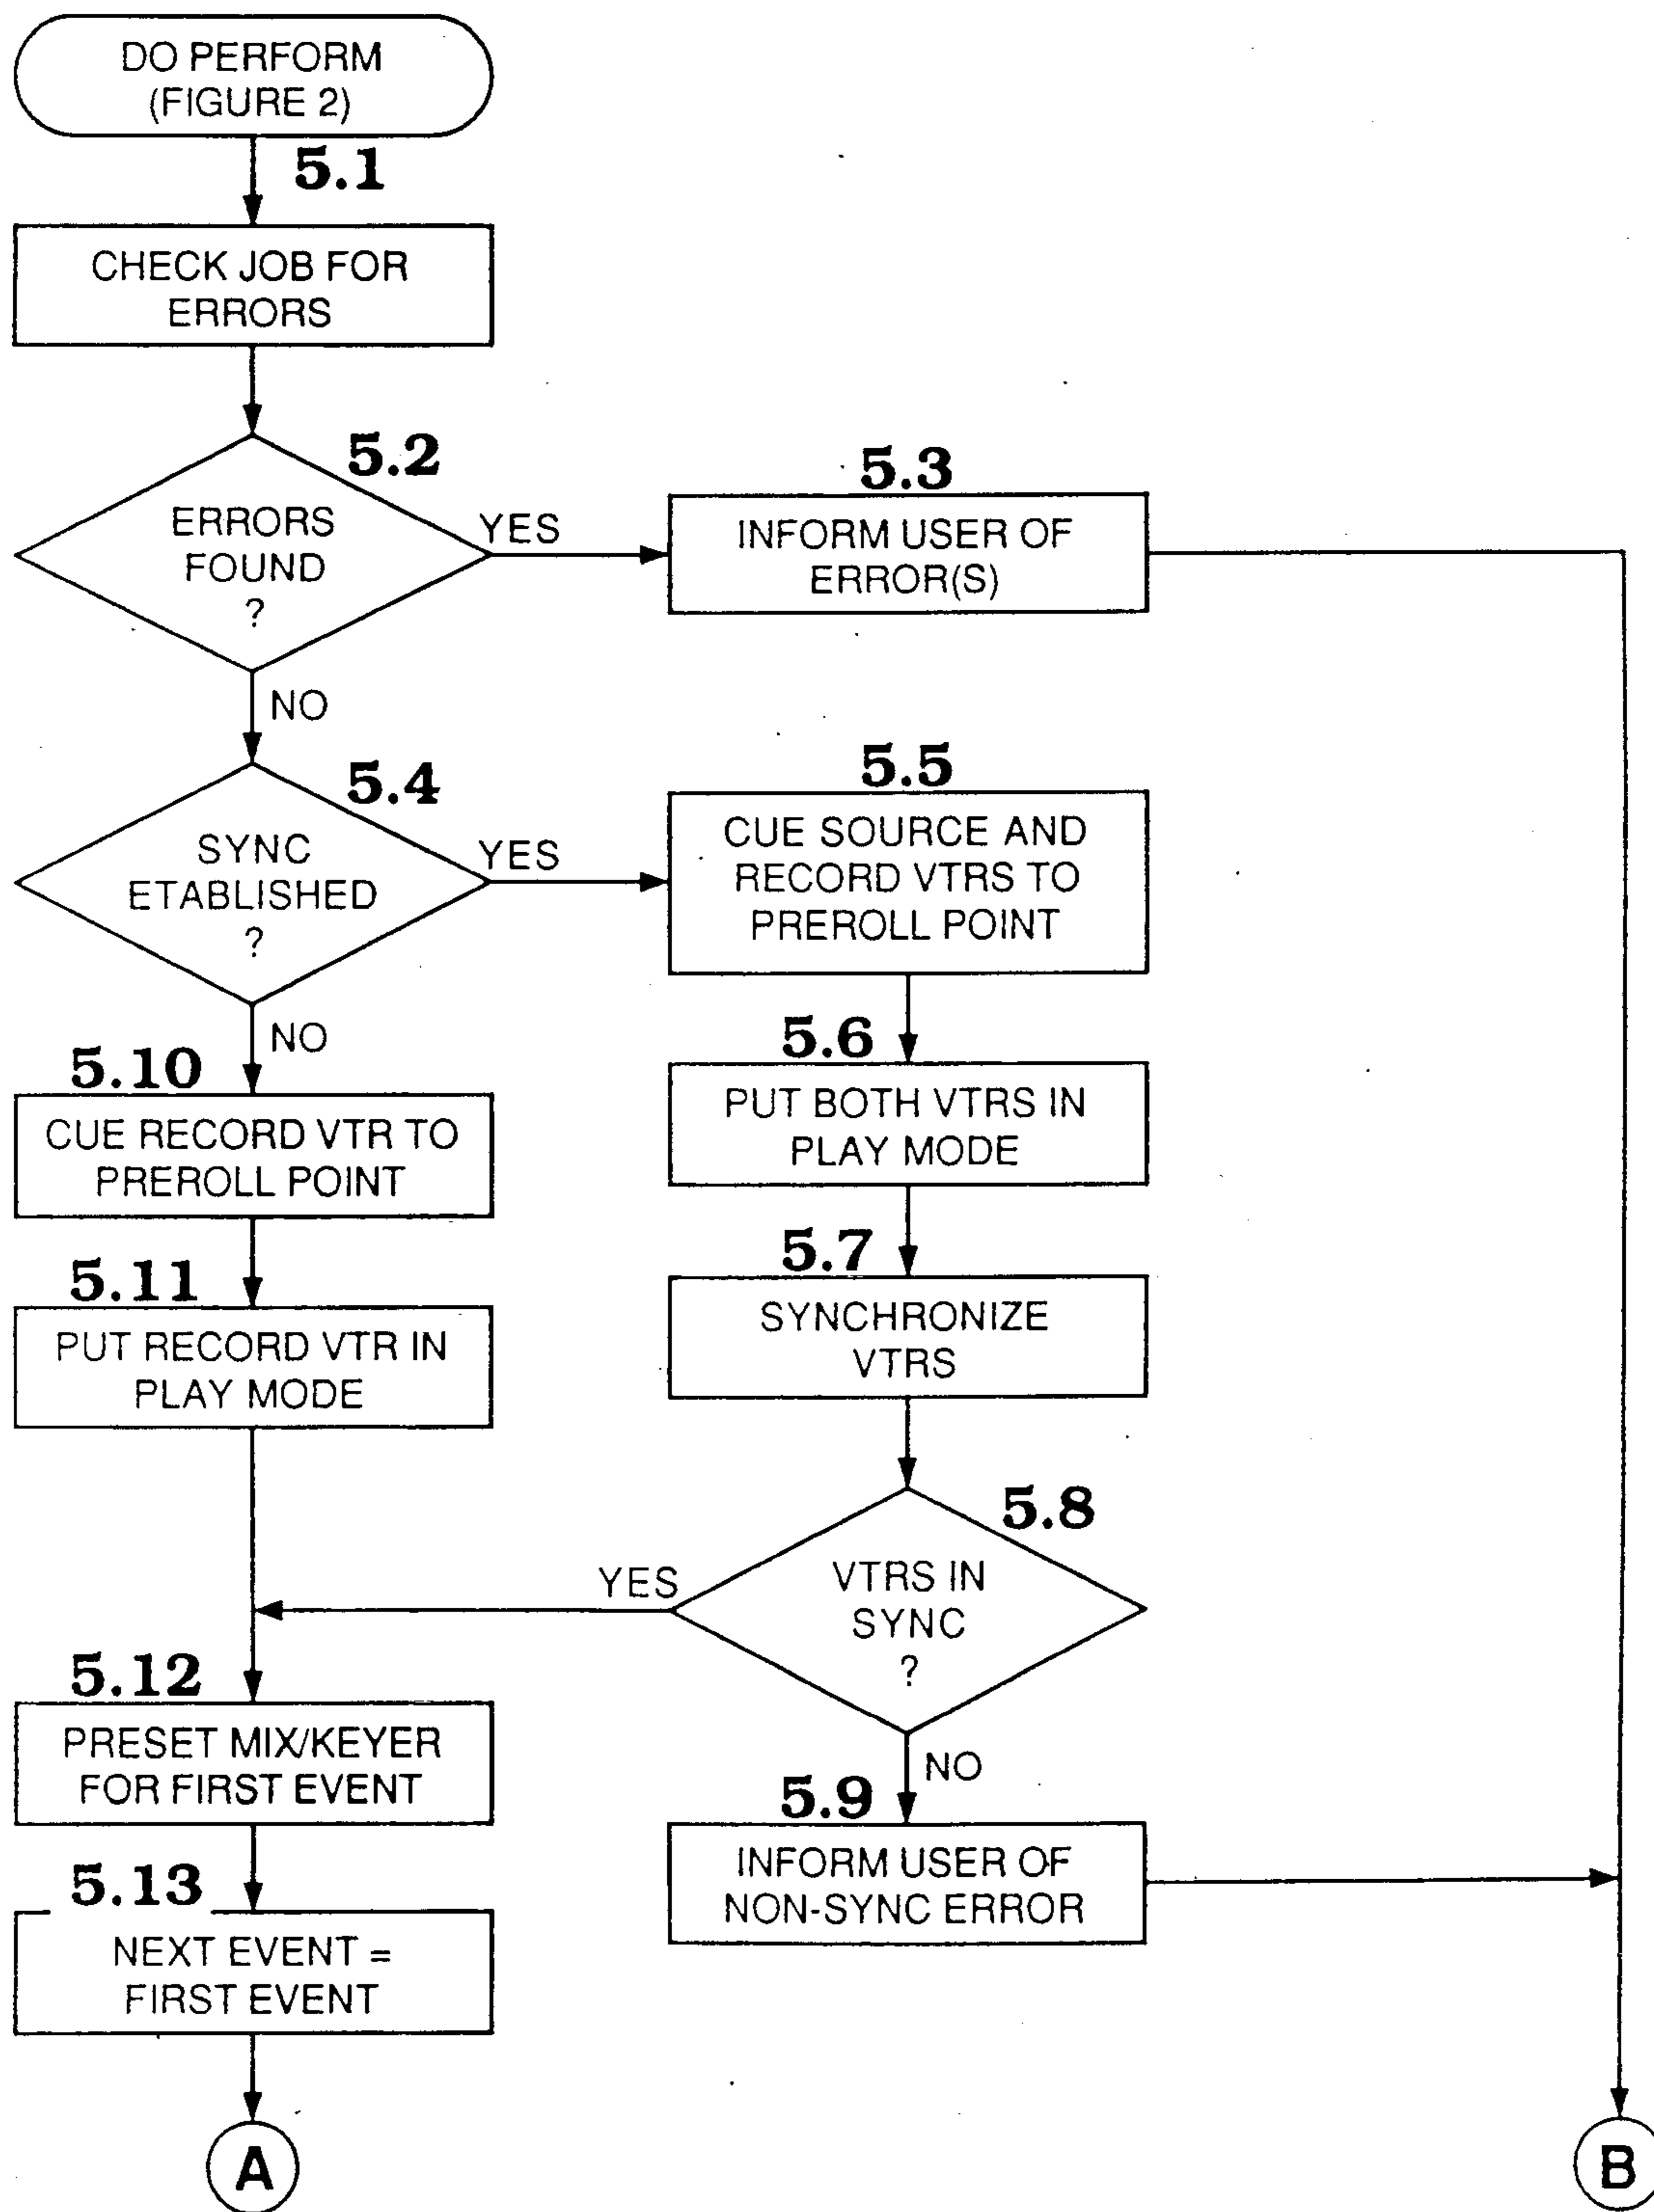 DO PERFORM
(FIGURE 2)
5.1
CHECK JOB FOR
ERRORS
5.2
ERRORS
FOUND
?
YES
NO
5.3
INFORM USER OF
ERROR(S)
5.4
SYNC
ETABLISHED
?
YES
NO
5.5
CUE SOURCE AND
RECORD VTRS TO
PREROLL POINT
5.6
PUT BOTH VTRS IN
PLAY MODE
5.7
SYNCHRONIZE
VTRS
5.8
VTRS IN
SYNC
?
YES
NO
5.9
INFORM USER OF
NON-SYNC ERROR
5.10
CUE RECORD VTR TO
PREROLL POINT
5.11
PUT RECORD VTR IN
PLAY MODE
5.12
PRESET MIX/KEYER
FOR FIRST EVENT
5.13
NEXT EVENT =
FIRST EVENT
A
B